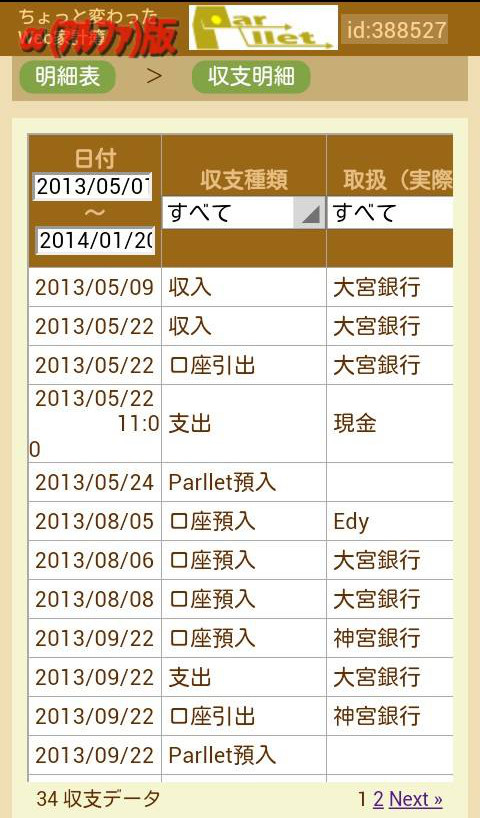 ちょっと変わった
Web家計簿
α(アルファ)版
Parllet
id:388527
明細表 > 収支明細
日付 収支種類 取扱（実際
2013/05/01 すべて すべて
～
2014/01/20
2013/05/09 収入 大宮銀行
2013/05/22 収入 大宮銀行
2013/05/22 口座引出 大宮銀行
2013/05/22
11:0 支出 現金
0
2013/05/24 Parllet預入
2013/08/05 口座預入 Edy
2013/08/06 口座預入 大宮銀行
2013/08/08 口座預入 大宮銀行
2013/09/22 口座預入 神宮銀行
2013/09/22 支出 大宮銀行
2013/09/22 口座引出 神宮銀行
2013/09/22 Parllet預入
34 収支データ 1 2 Next »